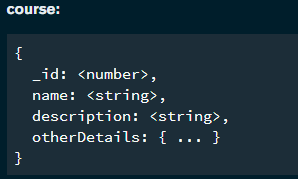 course:
{
  _id: <number>,
  name: <string>,
  description: <string>,
  otherDetails: { ... }
}